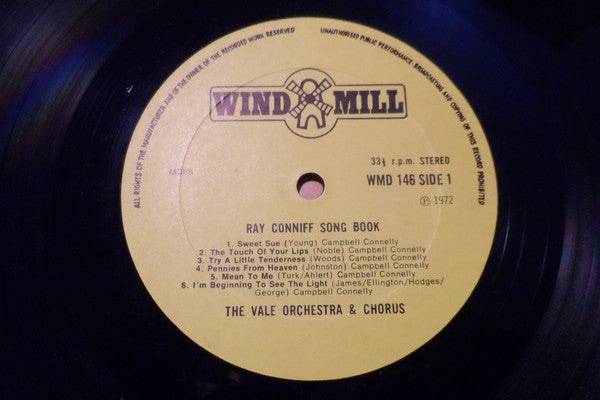 ALL RIGHTS OF THE MANUFACTURER AND OF THE OWNER OF THE RECORDED WORK RESERVED
UNAUTHORISED PUBLIC PERFORMANCE, BROADCASTING AND COPYING OF THIS RECORD PROHIBITED
WIND MILL
33⅓ r.p.m. STEREO
MCPS
WMD 146 SIDE 1
℗ 1972
RAY CONNIFF SONG BOOK
1. Sweet Sue (Young) Campbell Connelly
2. The Touch Of Your Lips (Noble) Campbell Connelly
3. Try A Little Tenderness (Woods) Campbell Connelly
4. Pennies From Heaven (Johnston) Campbell Connelly
5. Mean To Me (Turk/Ahlert) Campbell Connelly
6. I'm Beginning To See The Light (James/Ellington/Hodges/
George) Campbell Connelly
THE VALE ORCHESTRA & CHORUS